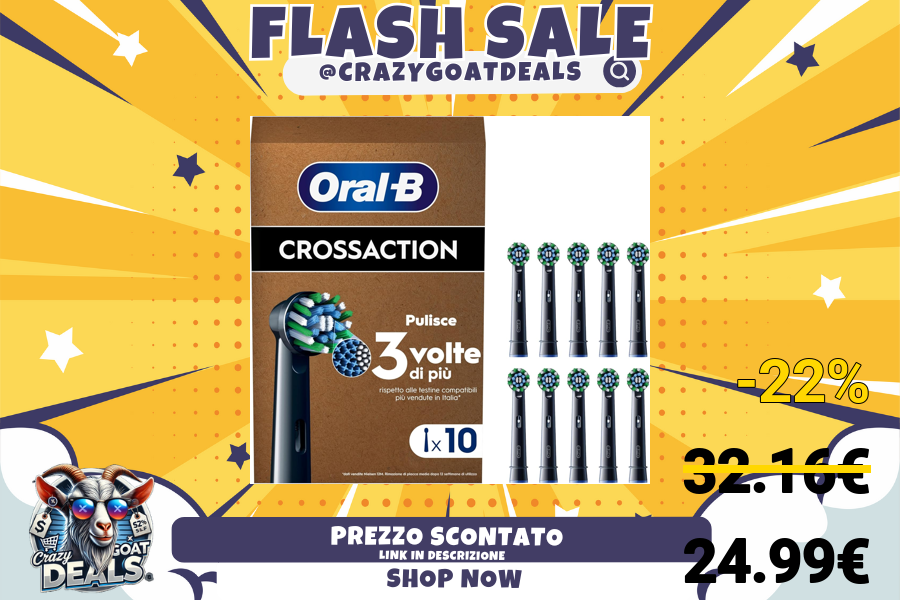 FLASH SALE
@CRAZYGOATDEALS
Oral-B
CROSSACTION
Pulisce
3 volte
di più
rispetto alle testine compatibili
più vendute in Italia*
x10
-22%
32.16€
24.99€
PREZZO SCONTATO
LINK IN DESCRIZIONE
SHOP NOW
$
52%
Crazy
GOAT
DEALS